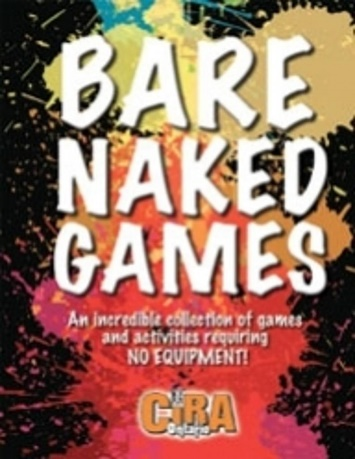 BARE
NAKED
GAMES
An incredible collection of games
and activities requiring
NO EQUIPMENT!
CIRA
Ontario